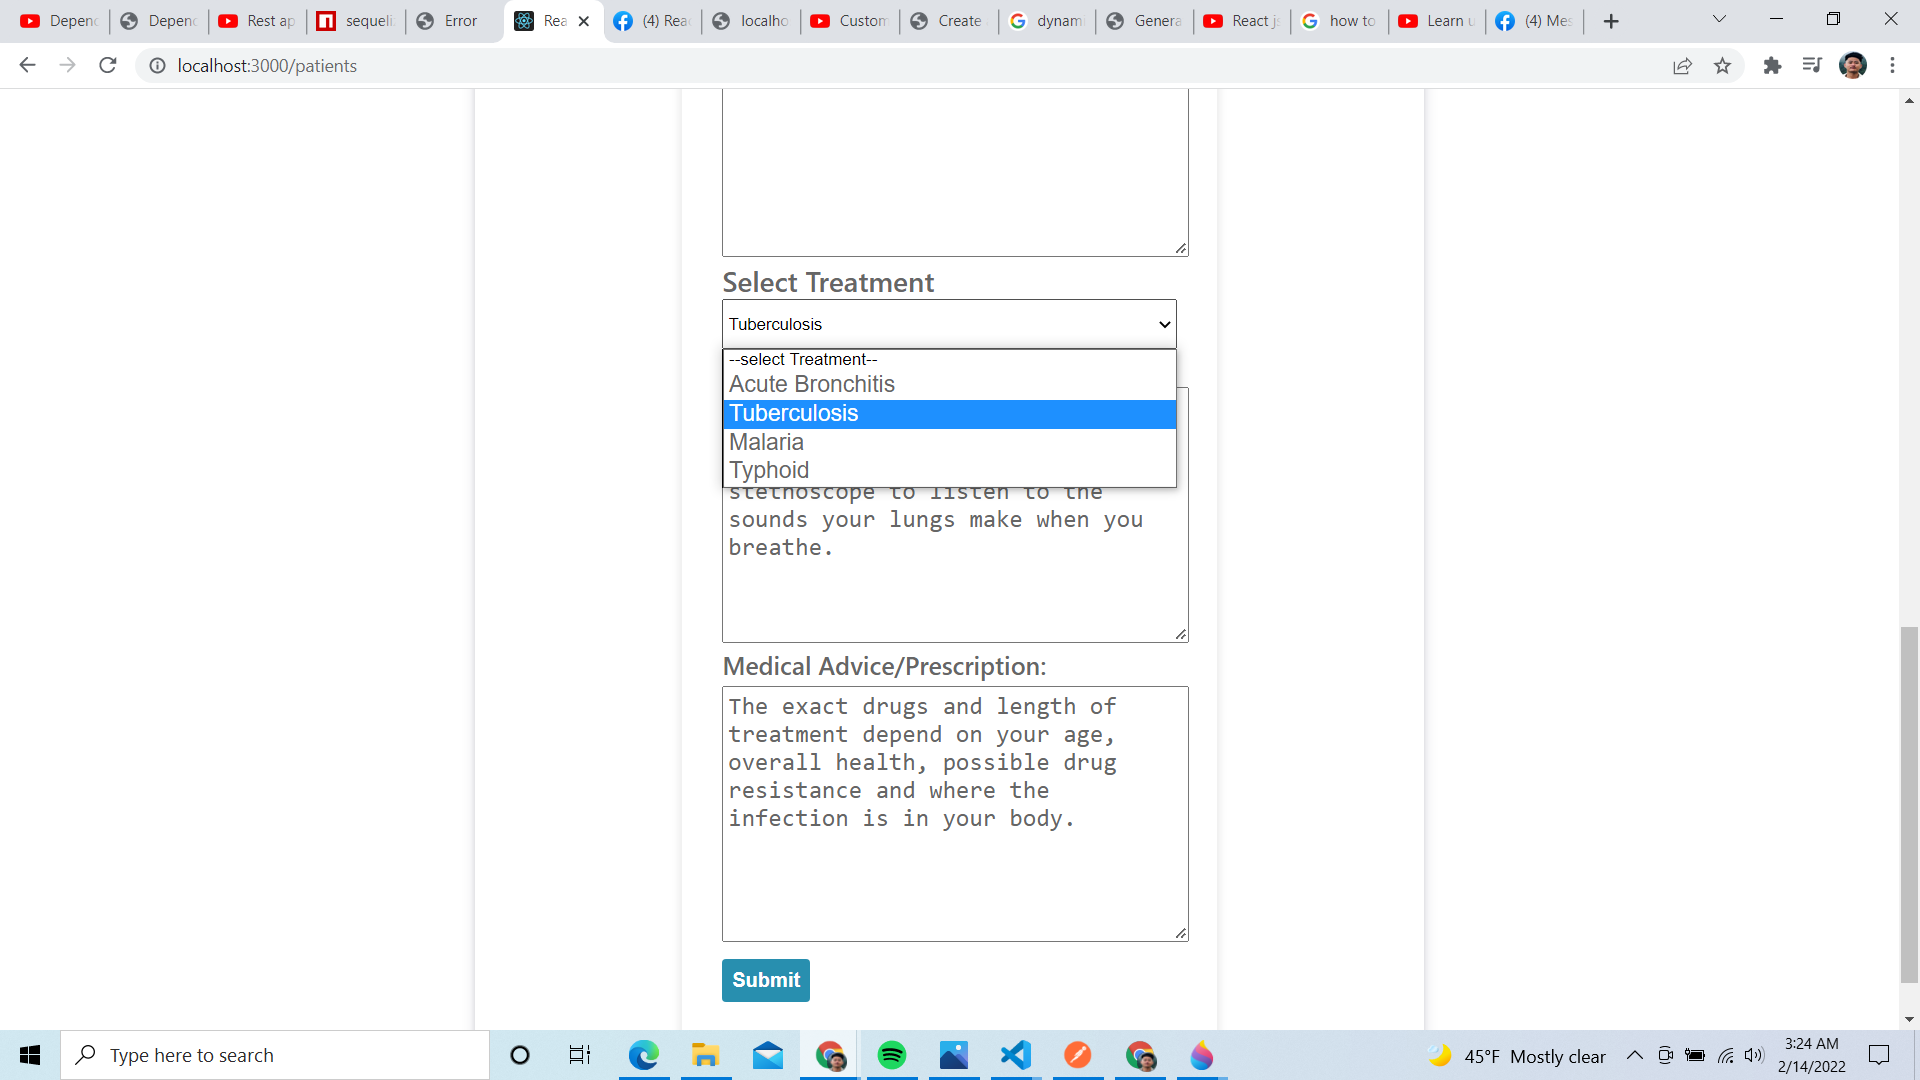 Depend
Depend
Rest ap
sequeli
Error
Rea
(4) Rea
localho
Custom
Create
dynami
Genera
React js
how to
Learn u
(4) Mes
localhost:3000/patients
Select Treatment
Tuberculosis
--select Treatment--
Acute Bronchitis
Tuberculosis
Malaria
Typhoid
stethoscope to listen to the
sounds your lungs make when you
breathe.
Medical Advice/Prescription:
The exact drugs and length of
treatment depend on your age,
overall health, possible drug
resistance and where the
infection is in your body.
Submit
Type here to search
45°F Mostly clear
3:24 AM
2/14/2022